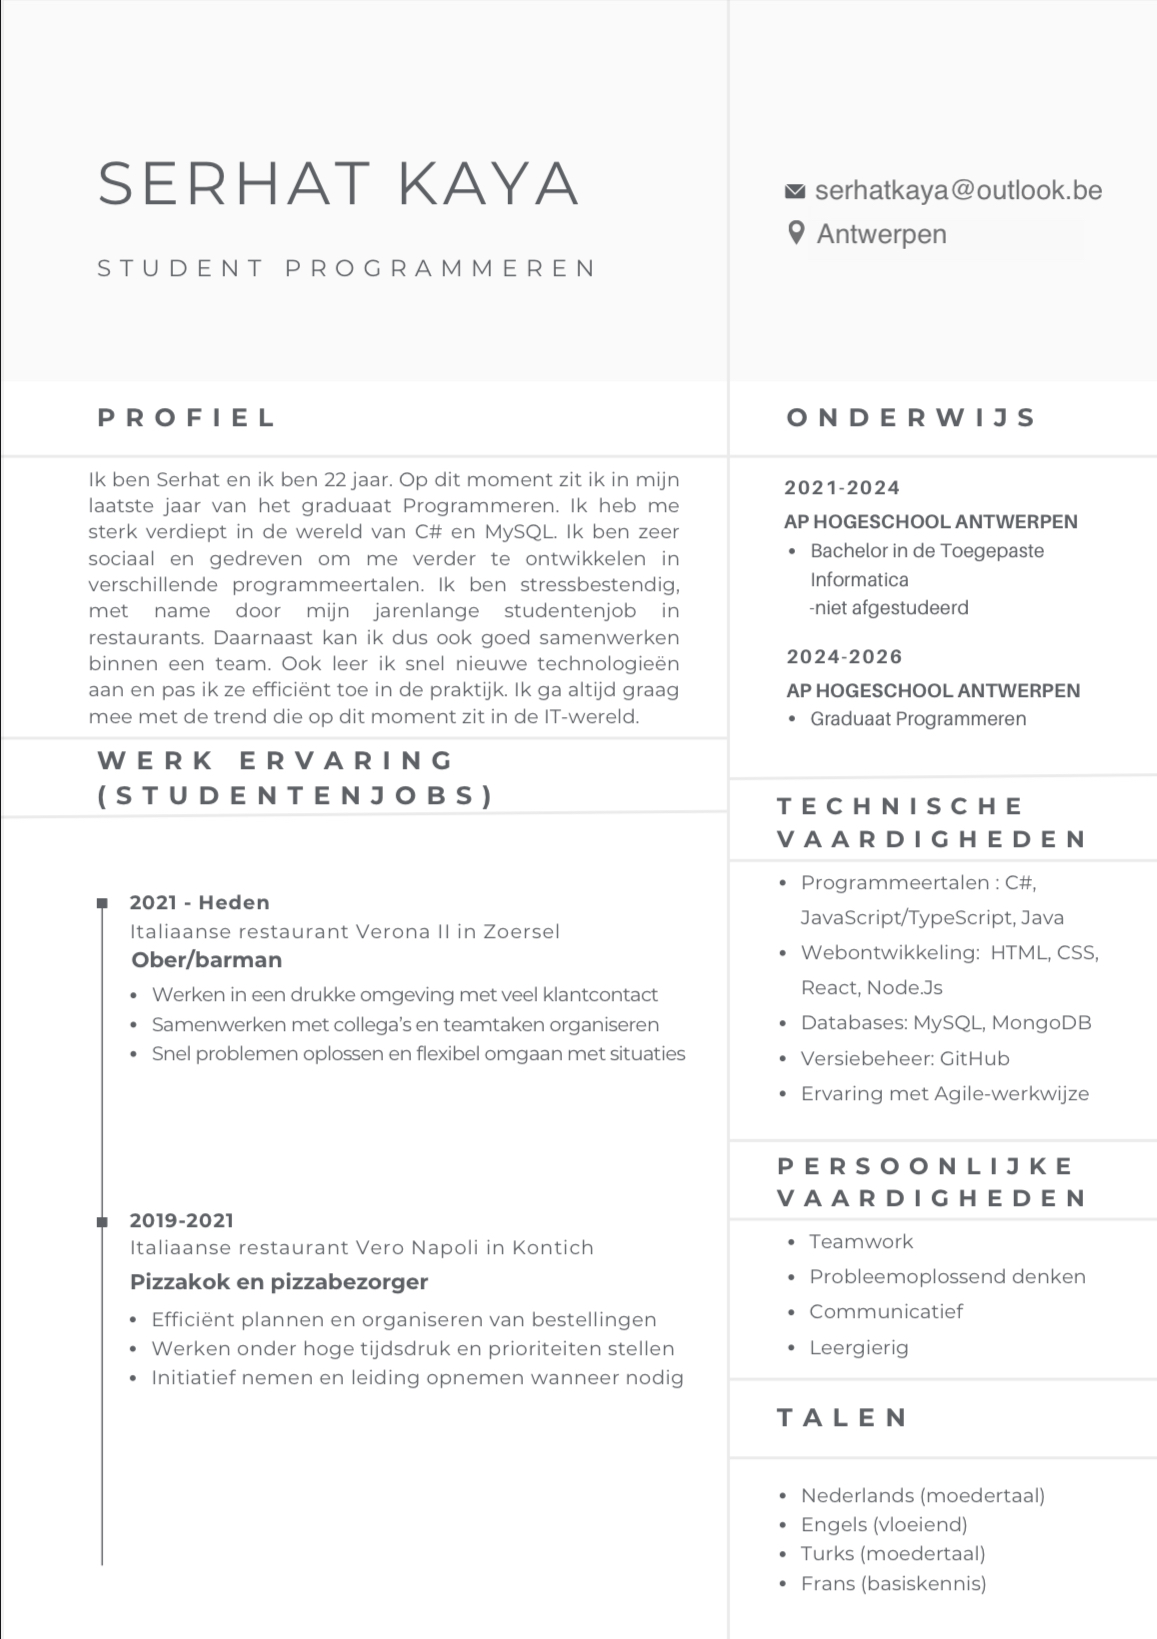 SERHAT KAYA
STUDENT PROGRAMMEREN
serhatkaya@outlook.be
Antwerpen
PROFIEL
Ik ben Serhat en ik ben 22 jaar. Op dit moment zit ik in mijn
laatste jaar van het graduaat Programmeren. Ik heb me
sterk verdiept in de wereld van C# en MySQL. Ik ben zeer
sociaal en gedreven om me verder te ontwikkelen in
verschillende programmeertalen. Ik ben stressbestendig,
met name door mijn jarenlange studentenjob in
restaurants. Daarnaast kan ik dus ook goed samenwerken
binnen een team. Ook leer ik snel nieuwe technologieën
aan en pas ik ze efficiënt toe in de praktijk. Ik ga altijd graag
mee met de trend die op dit moment zit in de IT-wereld.
WERK ERVARING
(STUDENTENJOBS)
2021 - Heden
Italiaanse restaurant Verona II in Zoersel
Ober/barman
• Werken in een drukke omgeving met veel klantcontact
• Samenwerken met collega's en teamtaken organiseren
• Snel problemen oplossen en flexibel omgaan met situaties
2019-2021
Italiaanse restaurant Vero Napoli in Kontich
Pizzakok en pizzabezorger
• Efficiënt plannen en organiseren van bestellingen
• Werken onder hoge tijdsdruk en prioriteiten stellen
• Initiatief nemen en leiding opnemen wanneer nodig
ONDERWIJS
2021-2024
AP HOGESCHOOL ANTWERPEN
• Bachelor in de Toegepaste
Informatica
-niet afgestudeerd
2024-2026
AP HOGESCHOOL ANTWERPEN
• Graduaat Programmeren
TECHNISCHE
VAARDIGHEDEN
• Programmeertalen : C#,
JavaScript/TypeScript, Java
• Webontwikkeling: HTML, CSS,
React, Node.Js
• Databases: MySQL, MongoDB
• Versiebeheer: GitHub
• Ervaring met Agile-werkwijze
PERSOONLIJKE
VAARDIGHEDEN
• Teamwork
• Probleemoplossend denken
• Communicatief
• Leergierig
TALEN
• Nederlands (moedertaal)
• Engels (vloeiend)
• Turks (moedertaal)
• Frans (basiskennis)